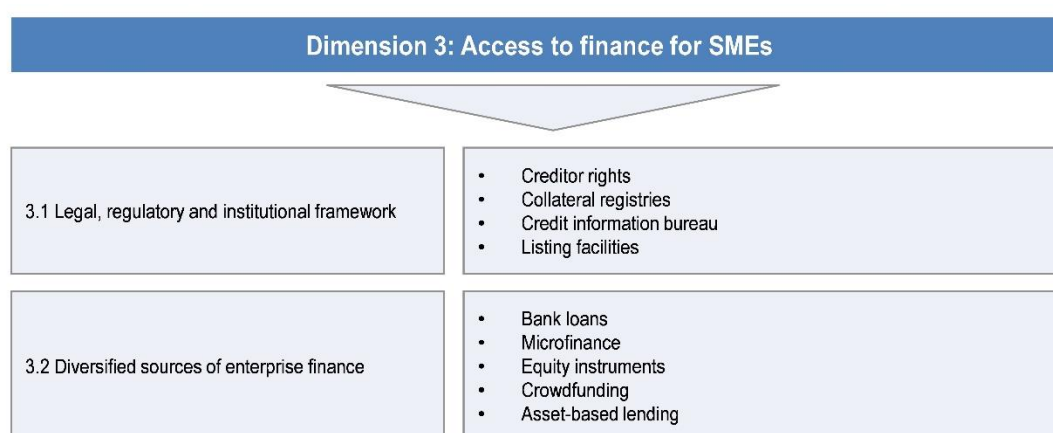 Dimension 3: Access to finance for SMEs
3.1 Legal, regulatory and institutional framework
• Creditor rights
• Collateral registries
• Credit information bureau
• Listing facilities
3.2 Diversified sources of enterprise finance
• Bank loans
• Microfinance
• Equity instruments
• Crowdfunding
• Asset-based lending